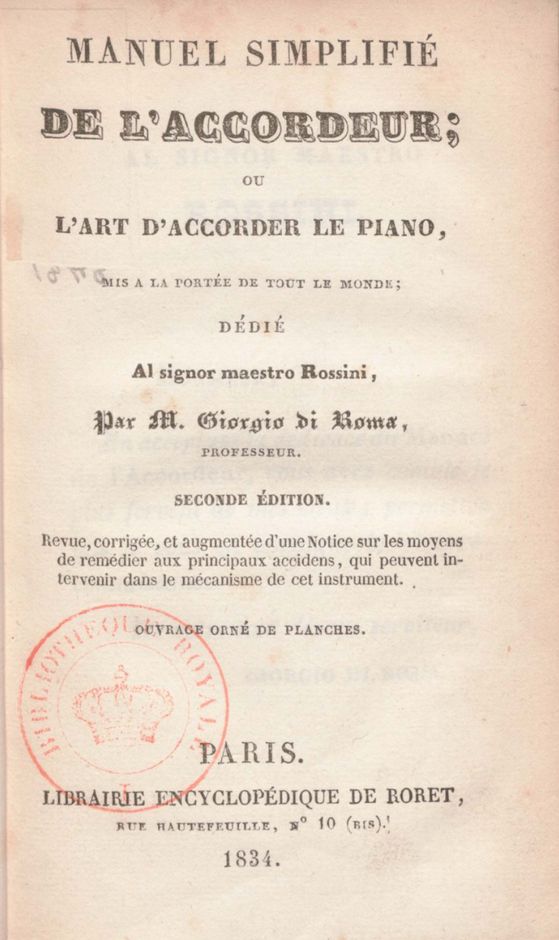 MANUEL SIMPLIFIÉ
DE L'ACCORDEUR;
OU
L'ART D'ACCORDER LE PIANO,
MIS A LA PORTÉE DE TOUT LE MONDE;
DÉDIÉ
Al signor maestro Rossini,
Par M. Giorgio di Roma,
PROFESSEUR.
SECONDE ÉDITION.
Revue, corrigée, et augmentée d'une Notice sur les moyens
de remédier aux principaux accidens, qui peuvent in-
tervenir dans le mécanisme de cet instrument.
OUVRAGE ORNÉ DE PLANCHES.
BIBLIOTHEQUE ROYALE
I
PARIS.
LIBRAIRIE ENCYCLOPÉDIQUE DE RORET,
RUE HAUTEFEUILLE, N° 10 (BIS).
1834.